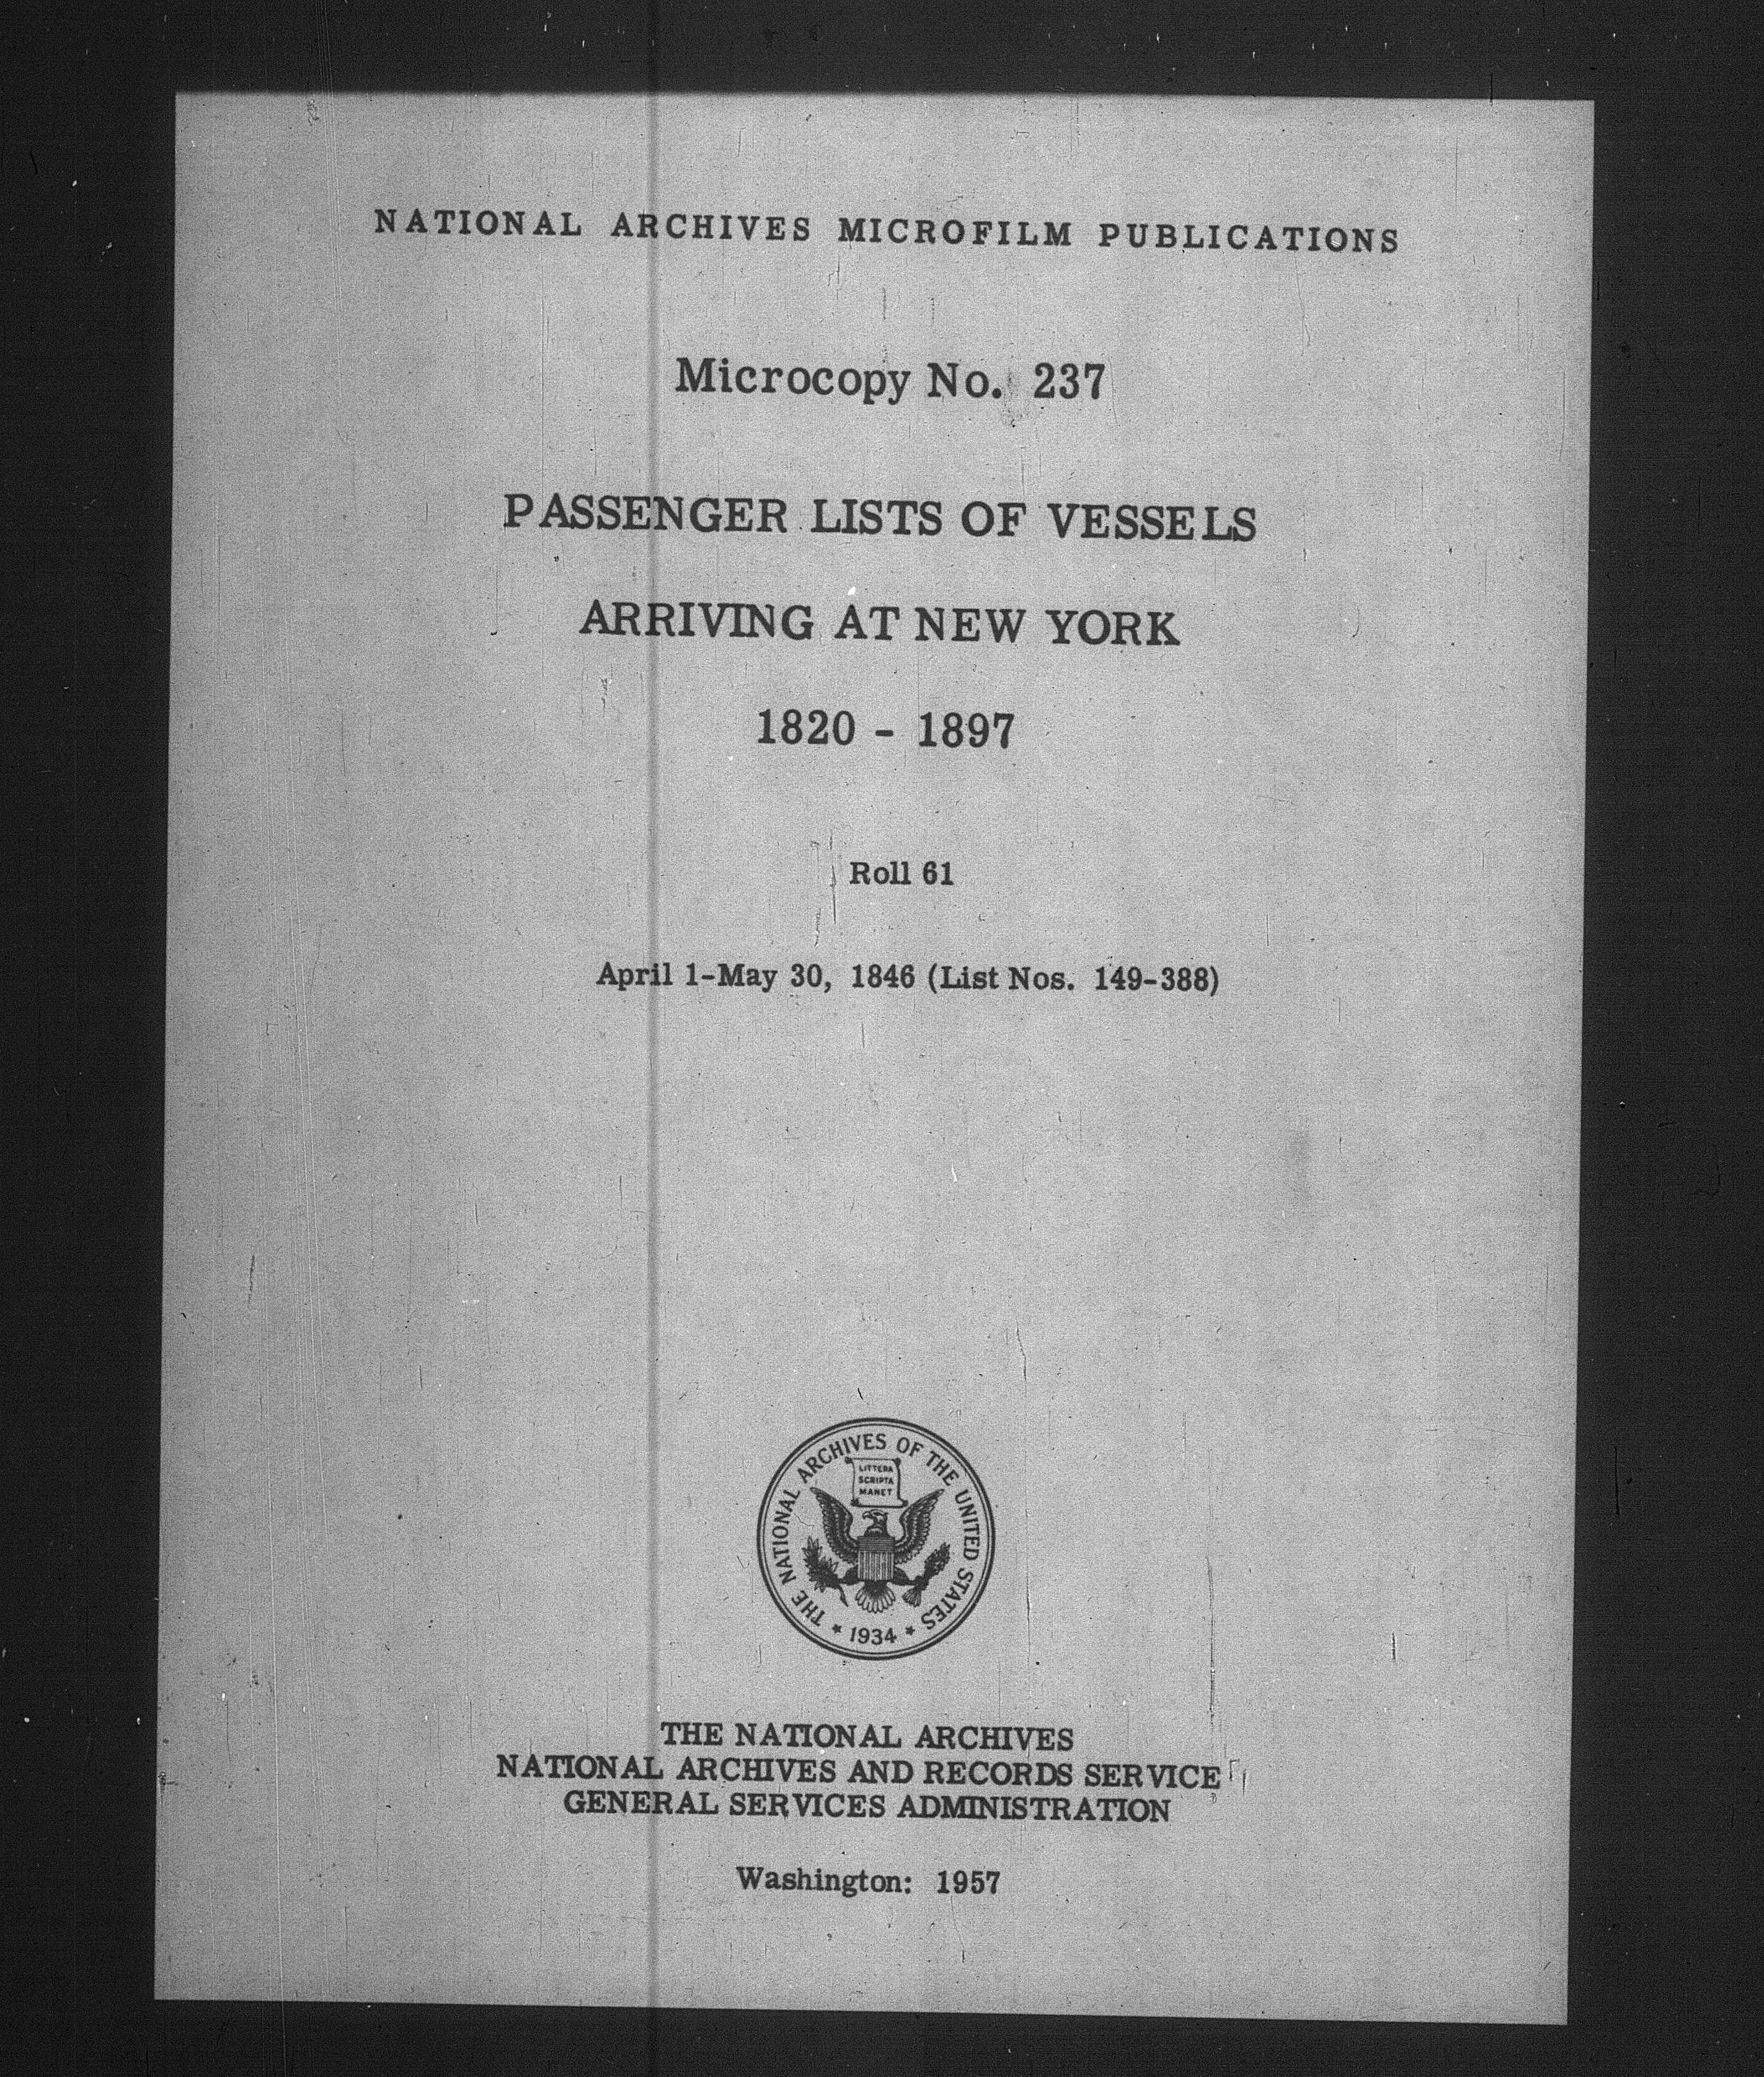 NATIONAL ARCHIVES MICROFILM PUBLICATIONS
Microcopy No. 237
PASSENGER LISTS OF VESSELS
ARRIVING AT NEW YORK
1820 - 1897
Roll 61
April 1-May 30, 1846 (List Nos. 149-388)
THE NATIONAL ARCHIVES OF THE UNITED STATES
LITTERA
SCRIPTA
MANET
* 1934 *
THE NATIONAL ARCHIVES
NATIONAL ARCHIVES AND RECORDS SERVICE
GENERAL SERVICES ADMINISTRATION
Washington: 1957